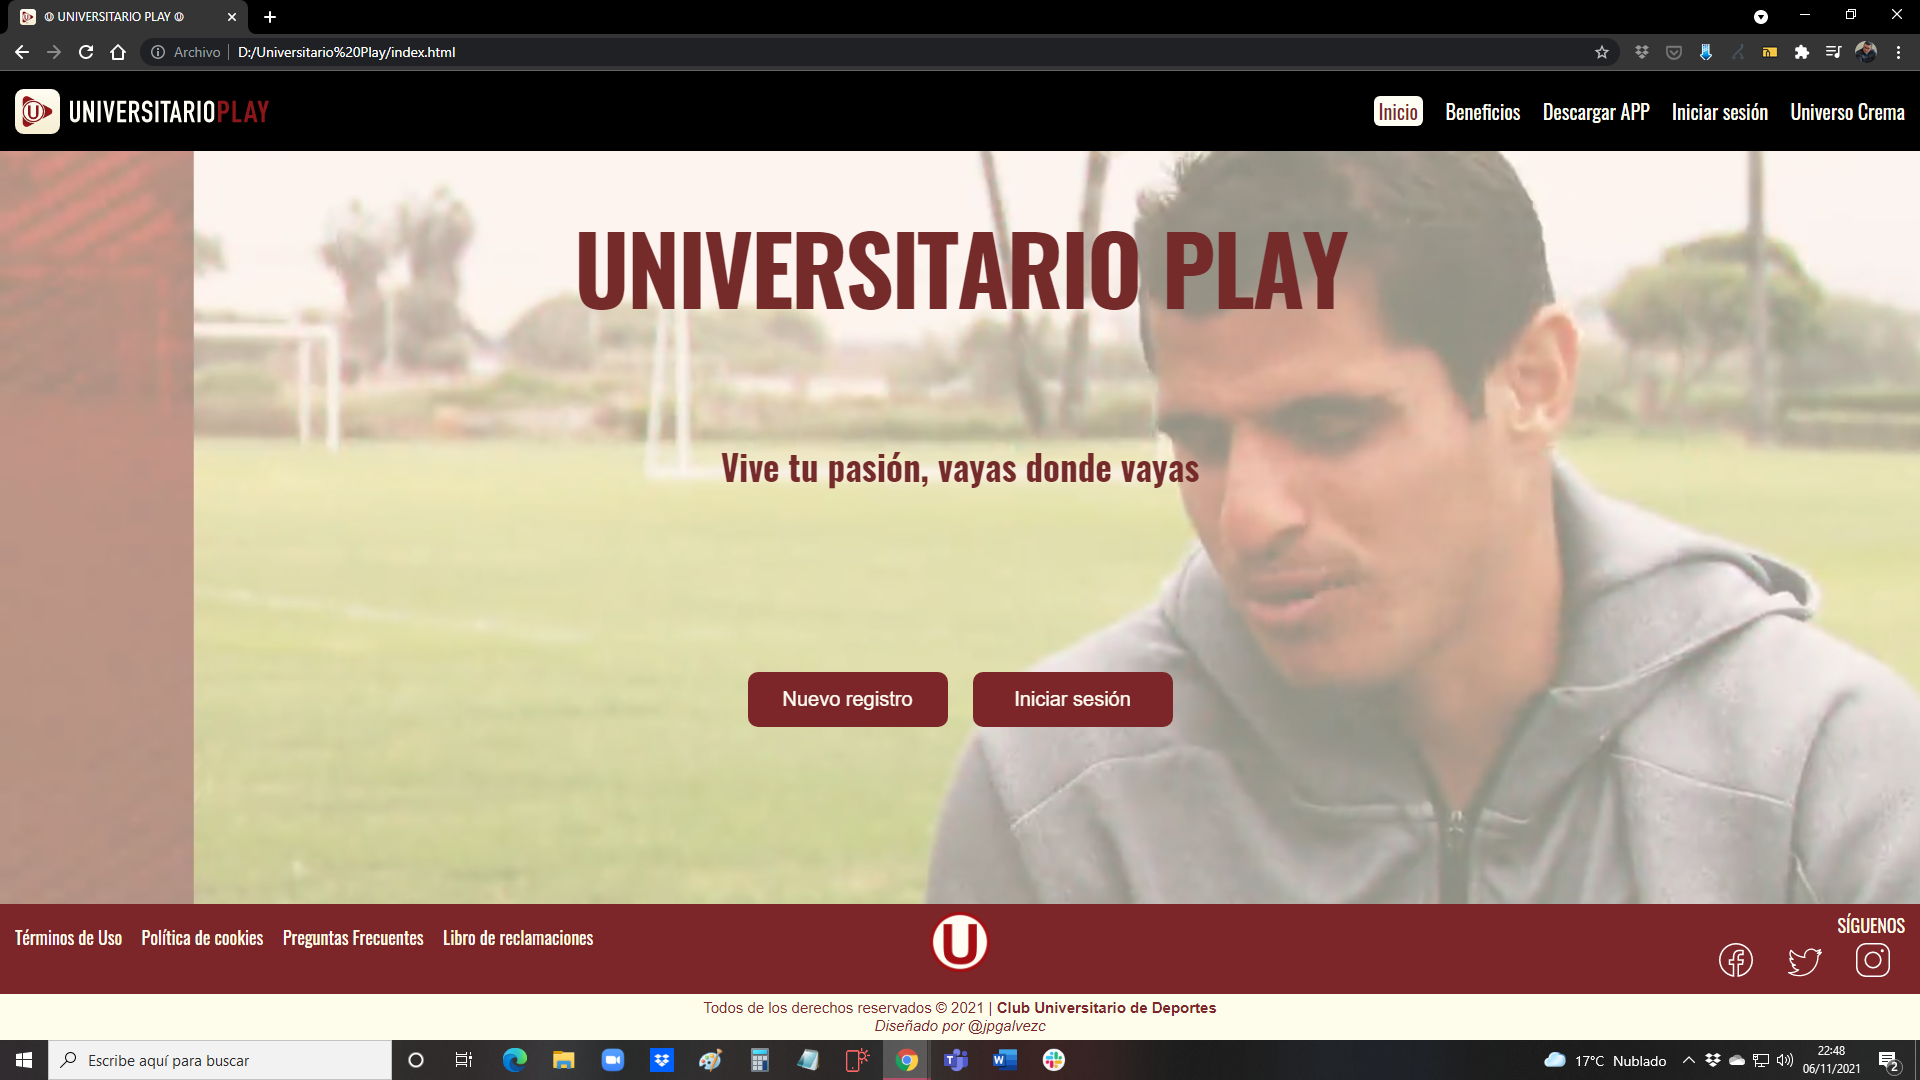 Ⓤ UNIVERSITARIO PLAY Ⓤ
Archivo | D:/Universitario%20Play/index.html
U UNIVERSITARIOPLAY
Inicio Beneficios Descargar APP Iniciar sesión Universo Crema
UNIVERSITARIO PLAY
Vive tu pasión, vayas donde vayas
Nuevo registro Iniciar sesión
Términos de Uso Política de cookies Preguntas Frecuentes Libro de reclamaciones
U
SÍGUENOS
Todos de los derechos reservados © 2021 | Club Universitario de Deportes
Diseñado por @jpgalvezc
Escribe aquí para buscar
17°C Nublado
22:48
06/11/2021
2